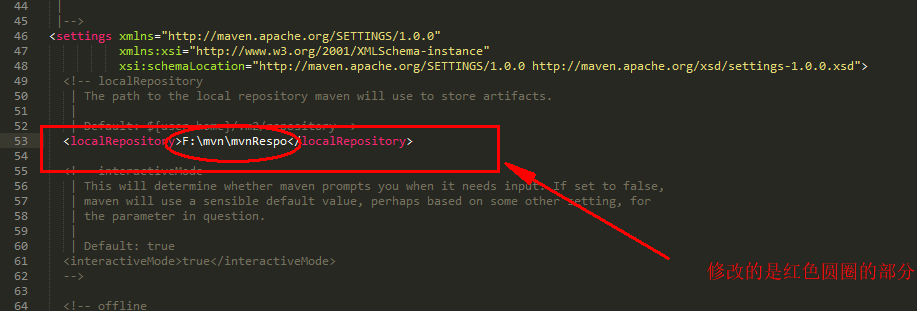 44 |
45 |-->
46 <settings xmlns="http://maven.apache.org/SETTINGS/1.0.0"
47 xmlns:xsi="http://www.w3.org/2001/XMLSchema-instance"
48 xsi:schemaLocation="http://maven.apache.org/SETTINGS/1.0.0 http://maven.apache.org/xsd/settings-1.0.0.xsd">
49 <!-- localRepository
50 | The path to the local repository maven will use to store artifacts.
51 |
52 | Default: ${user.home}/.m2/repository-->
53 <localRepository>F:\mvn\mvnRespo</localRepository>
54
55 <!-- interactiveMode
56 | This will determine whether maven prompts you when it needs input. If set to false,
57 | maven will use a sensible default value, perhaps based on some other setting, for
58 | the parameter in question.
59 |
60 | Default: true
61 <interactiveMode>true</interactiveMode>
62 -->
63
64 <!-- offline
修改的是红色圆圈的部分